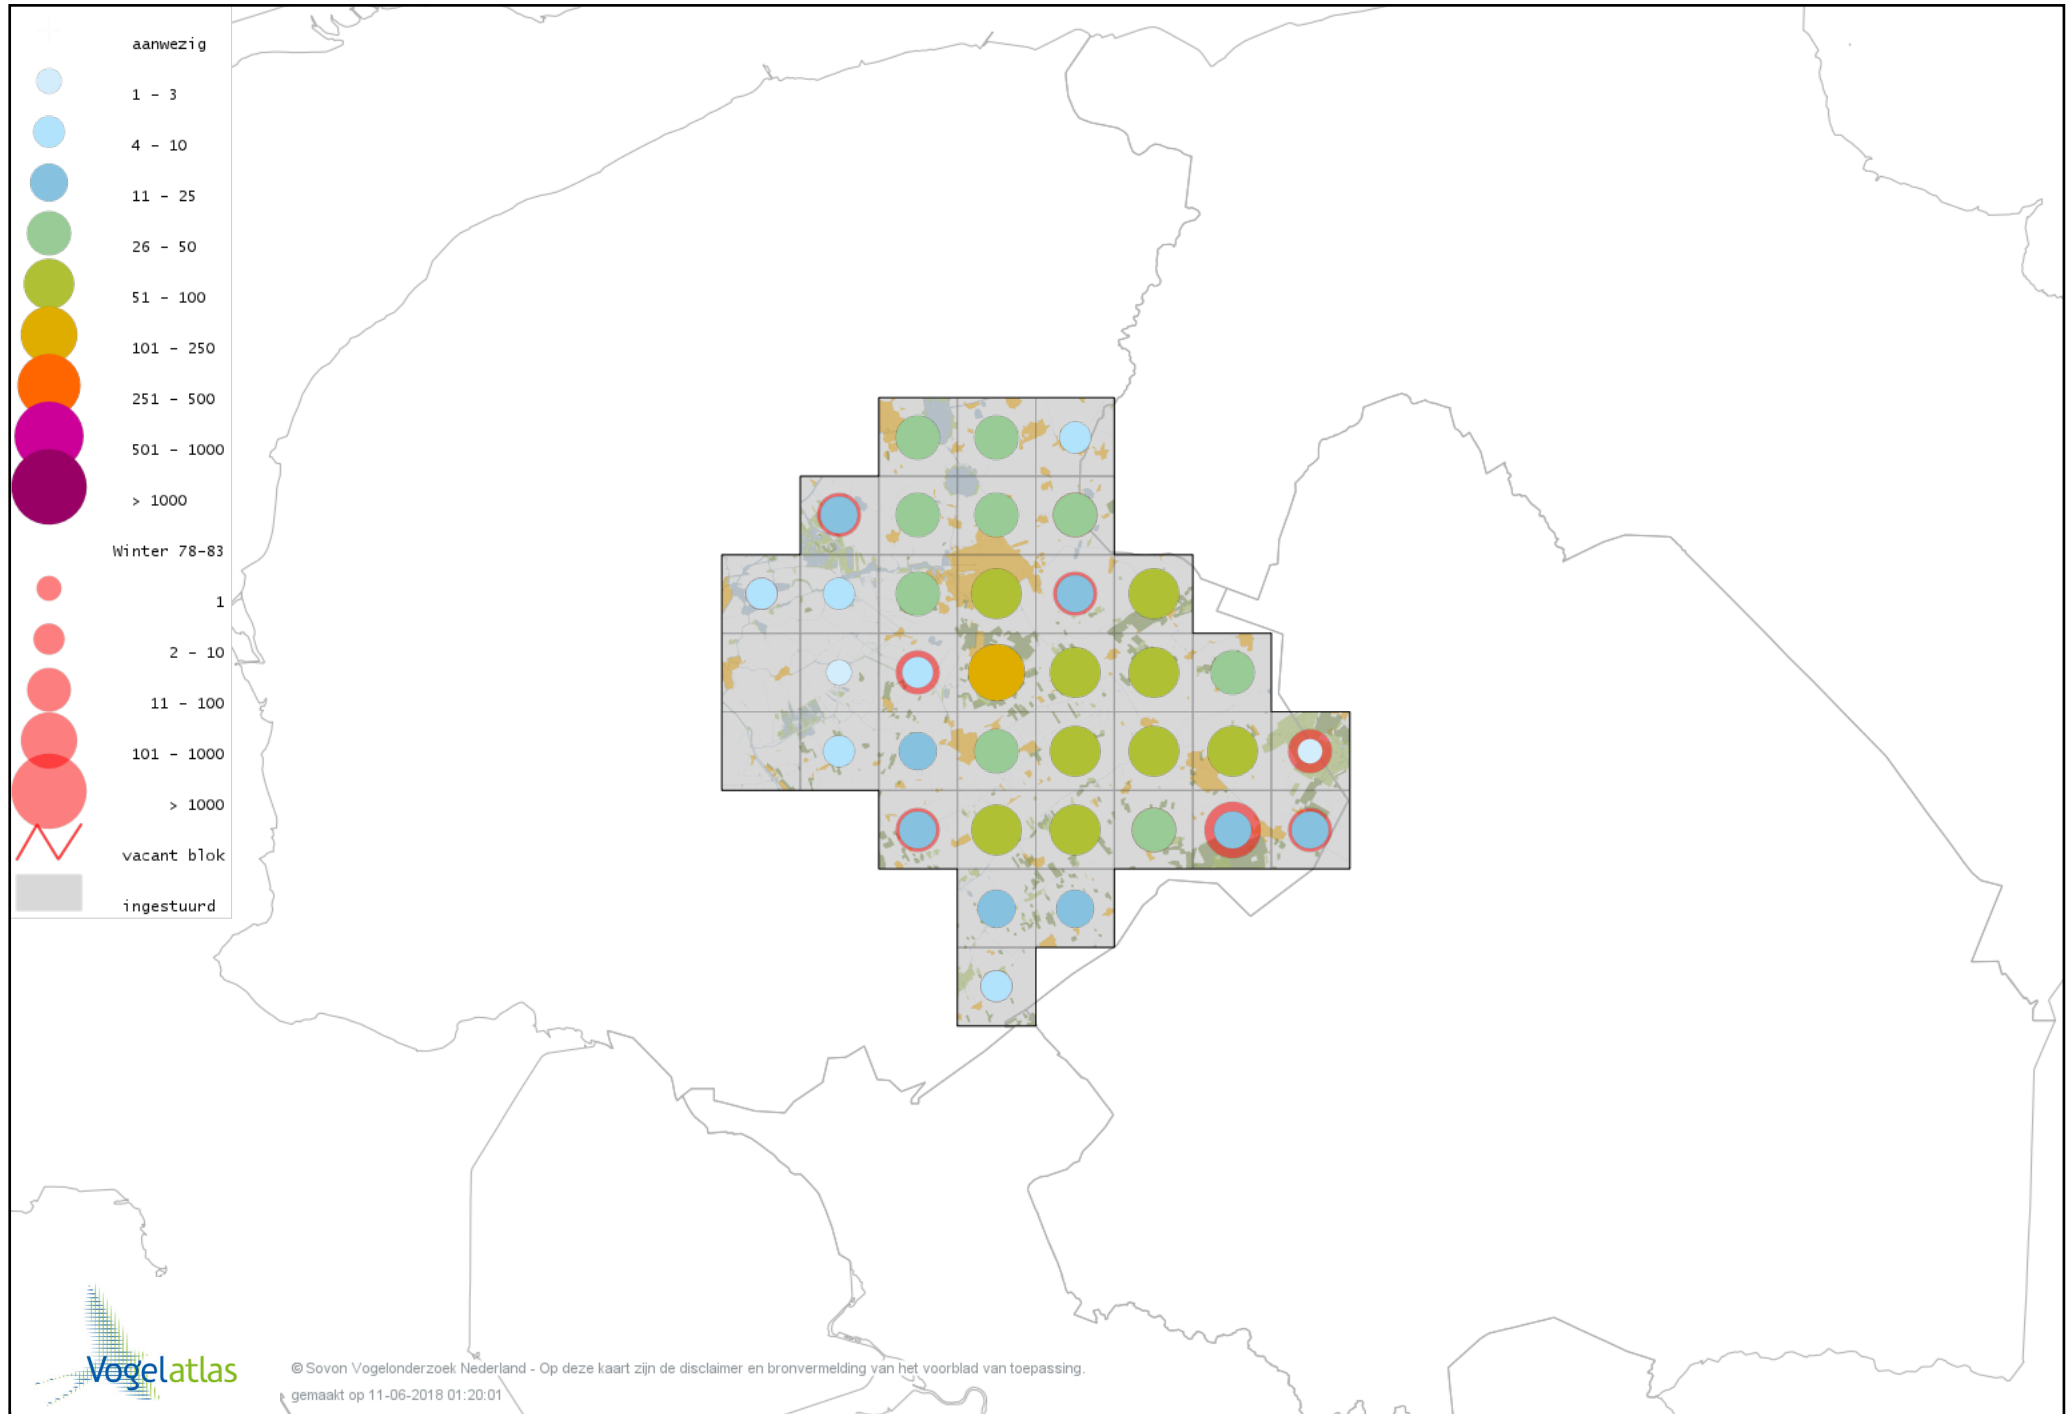 aanwezig
1 - 3
4 - 10
11 - 25
26 - 50
51 - 100
101 - 250
251 - 500
501 - 1000
> 1000
Winter 78-83
1
2 - 10
11 - 100
101 - 1000
> 1000
vacant blok
ingestuurd
Vogelatlas
© Sovon Vogelonderzoek Nederland - Op deze kaart zijn de disclaimer en bronvermelding van het voorblad van toepassing.
gemaakt op 11-06-2018 01:20:01